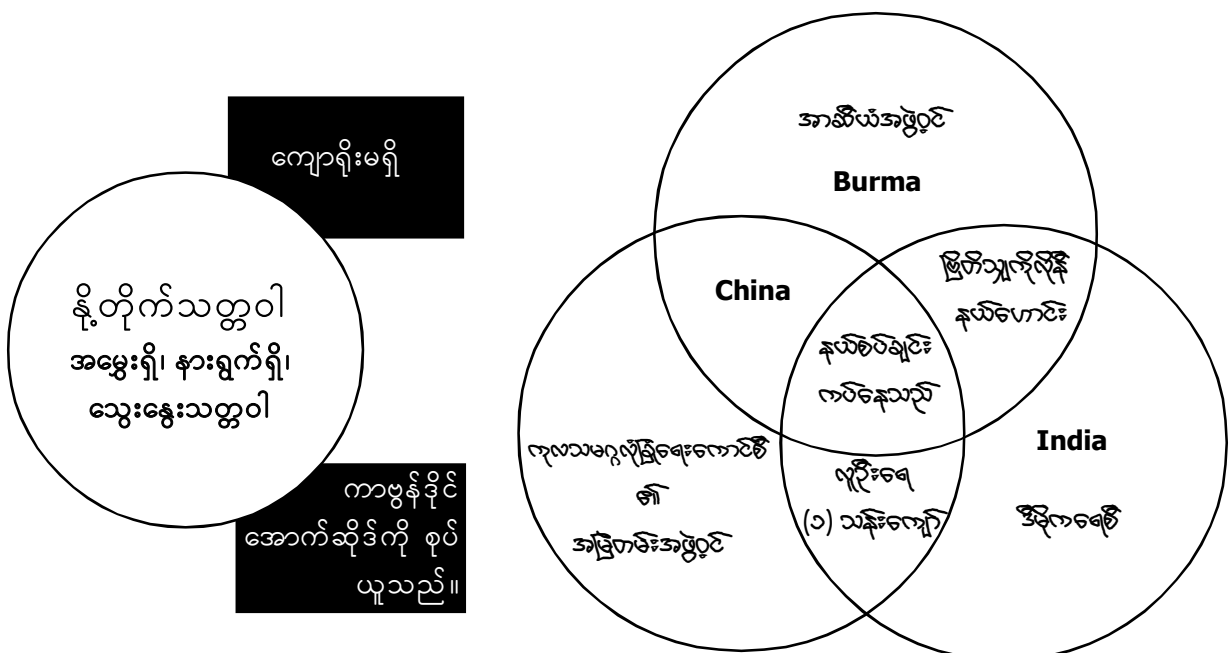 ကျောရိုးမရှိ
နို့တိုက်သတ္တဝါ
အမွှေးရှိ၊ နားရွက်ရှိ၊
သွေးနွေးသတ္တဝါ
ကာဗွန်ဒိုင်
အောက်ဆိုဒ်ကို စုပ်
ယူသည်။
အာဆီယံအဖွဲ့ဝင်
Burma
China
ဗြိတိသျှကိုလိုနီ
နယ်ဟောင်း
နယ်စပ်ချင်း
ကပ်နေသည်
India
ကုလသမဂ္ဂလုံခြုံရေးကောင်စီ
၏
အမြဲတမ်းအဖွဲ့ဝင်
လူဦးရေ
(၁) သန်းကျော်
ဒီမိုကရေစီ